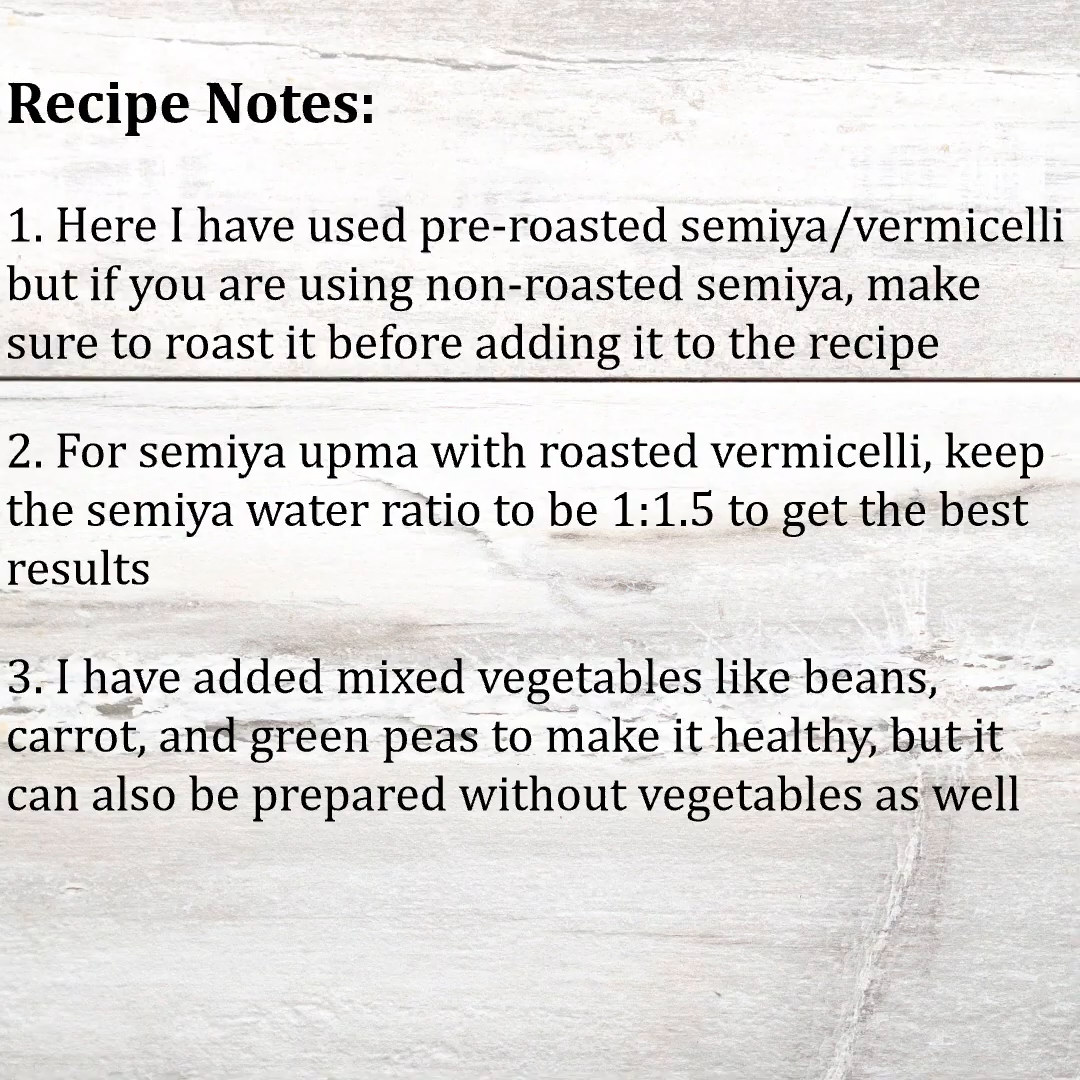 Recipe Notes:
1. Here I have used pre-roasted semiya/vermicelli
but if you are using non-roasted semiya, make
sure to roast it before adding it to the recipe
2. For semiya upma with roasted vermicelli, keep
the semiya water ratio to be 1:1.5 to get the best
results
3. I have added mixed vegetables like beans,
carrot, and green peas to make it healthy, but it
can also be prepared without vegetables as well